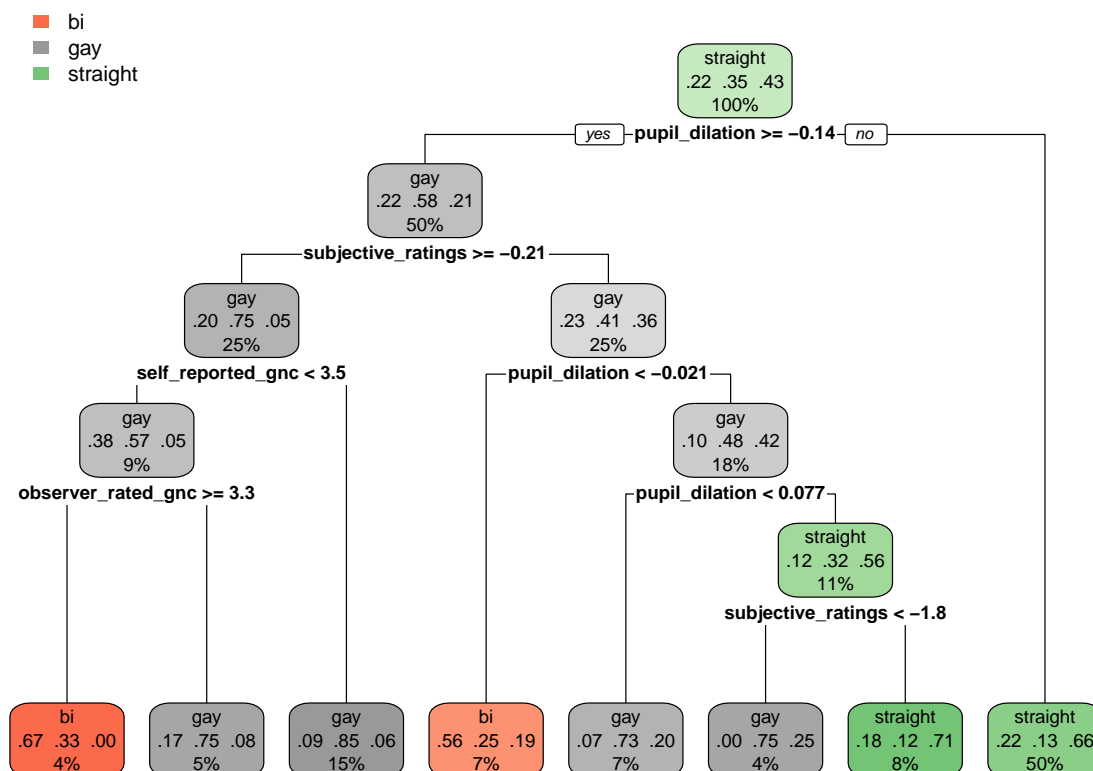 bi
gay
straight
straight
.22 .35 .43
100%
yes pupil_dilation >= −0.14 no
gay
.22 .58 .21
50%
subjective_ratings >= −0.21
gay
.20 .75 .05
25%
gay
.23 .41 .36
25%
self_reported_gnc < 3.5
pupil_dilation < −0.021
gay
.38 .57 .05
9%
gay
.10 .48 .42
18%
observer_rated_gnc >= 3.3
pupil_dilation < 0.077
straight
.12 .32 .56
11%
subjective_ratings < −1.8
bi
.67 .33 .00
4%
gay
.17 .75 .08
5%
gay
.09 .85 .06
15%
bi
.56 .25 .19
7%
gay
.07 .73 .20
7%
gay
.00 .75 .25
4%
straight
.18 .12 .71
8%
straight
.22 .13 .66
50%